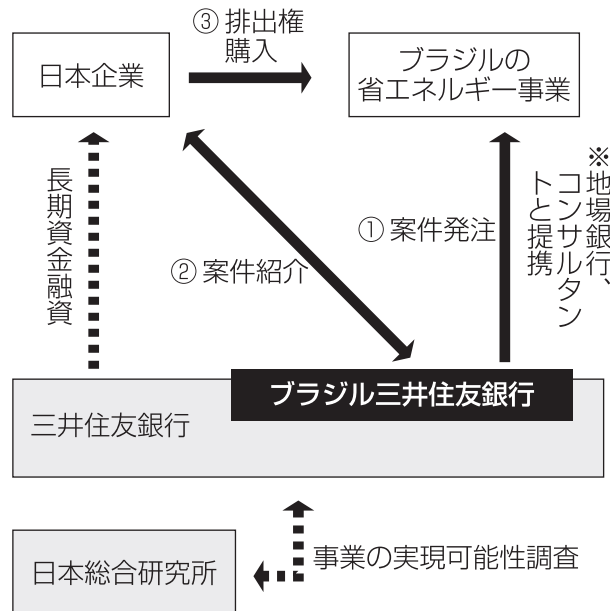 ③ 排出権
購入
日本企業
ブラジルの
省エネルギー事業
長期資金融資
② 案件紹介
① 案件発注
※地場銀行、
コンサルタン
トと提携
ブラジル三井住友銀行
三井住友銀行
日本総合研究所
事業の実現可能性調査